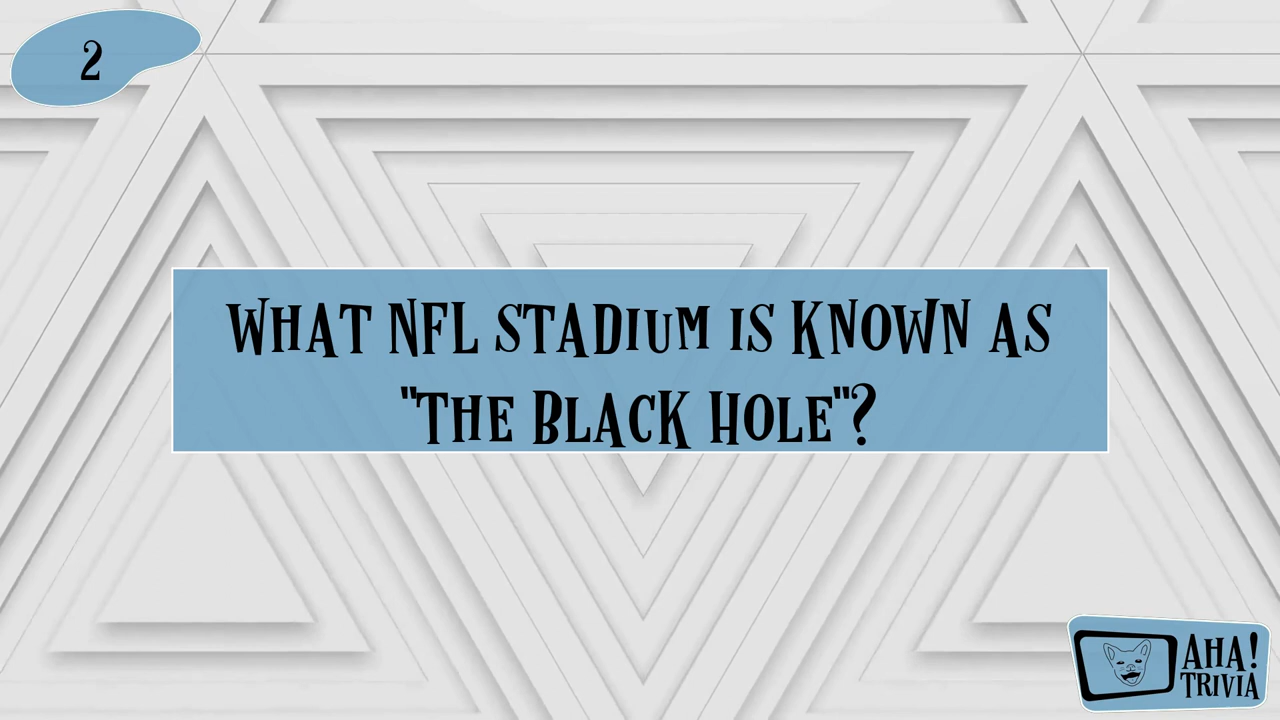 2
WHAT NFL STADIUM IS KNOWN AS
"THE BLACK HOLE"?
AHA!
TRIVIA